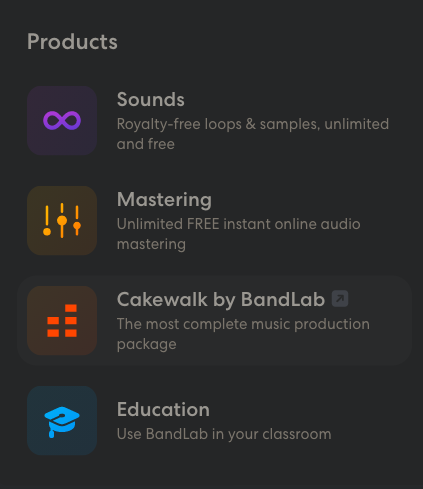 Products
Sounds
Royalty-free loops & samples, unlimited
and free
Mastering
Unlimited FREE instant online audio
mastering
Cakewalk by BandLab
The most complete music production
package
Education
Use BandLab in your classroom